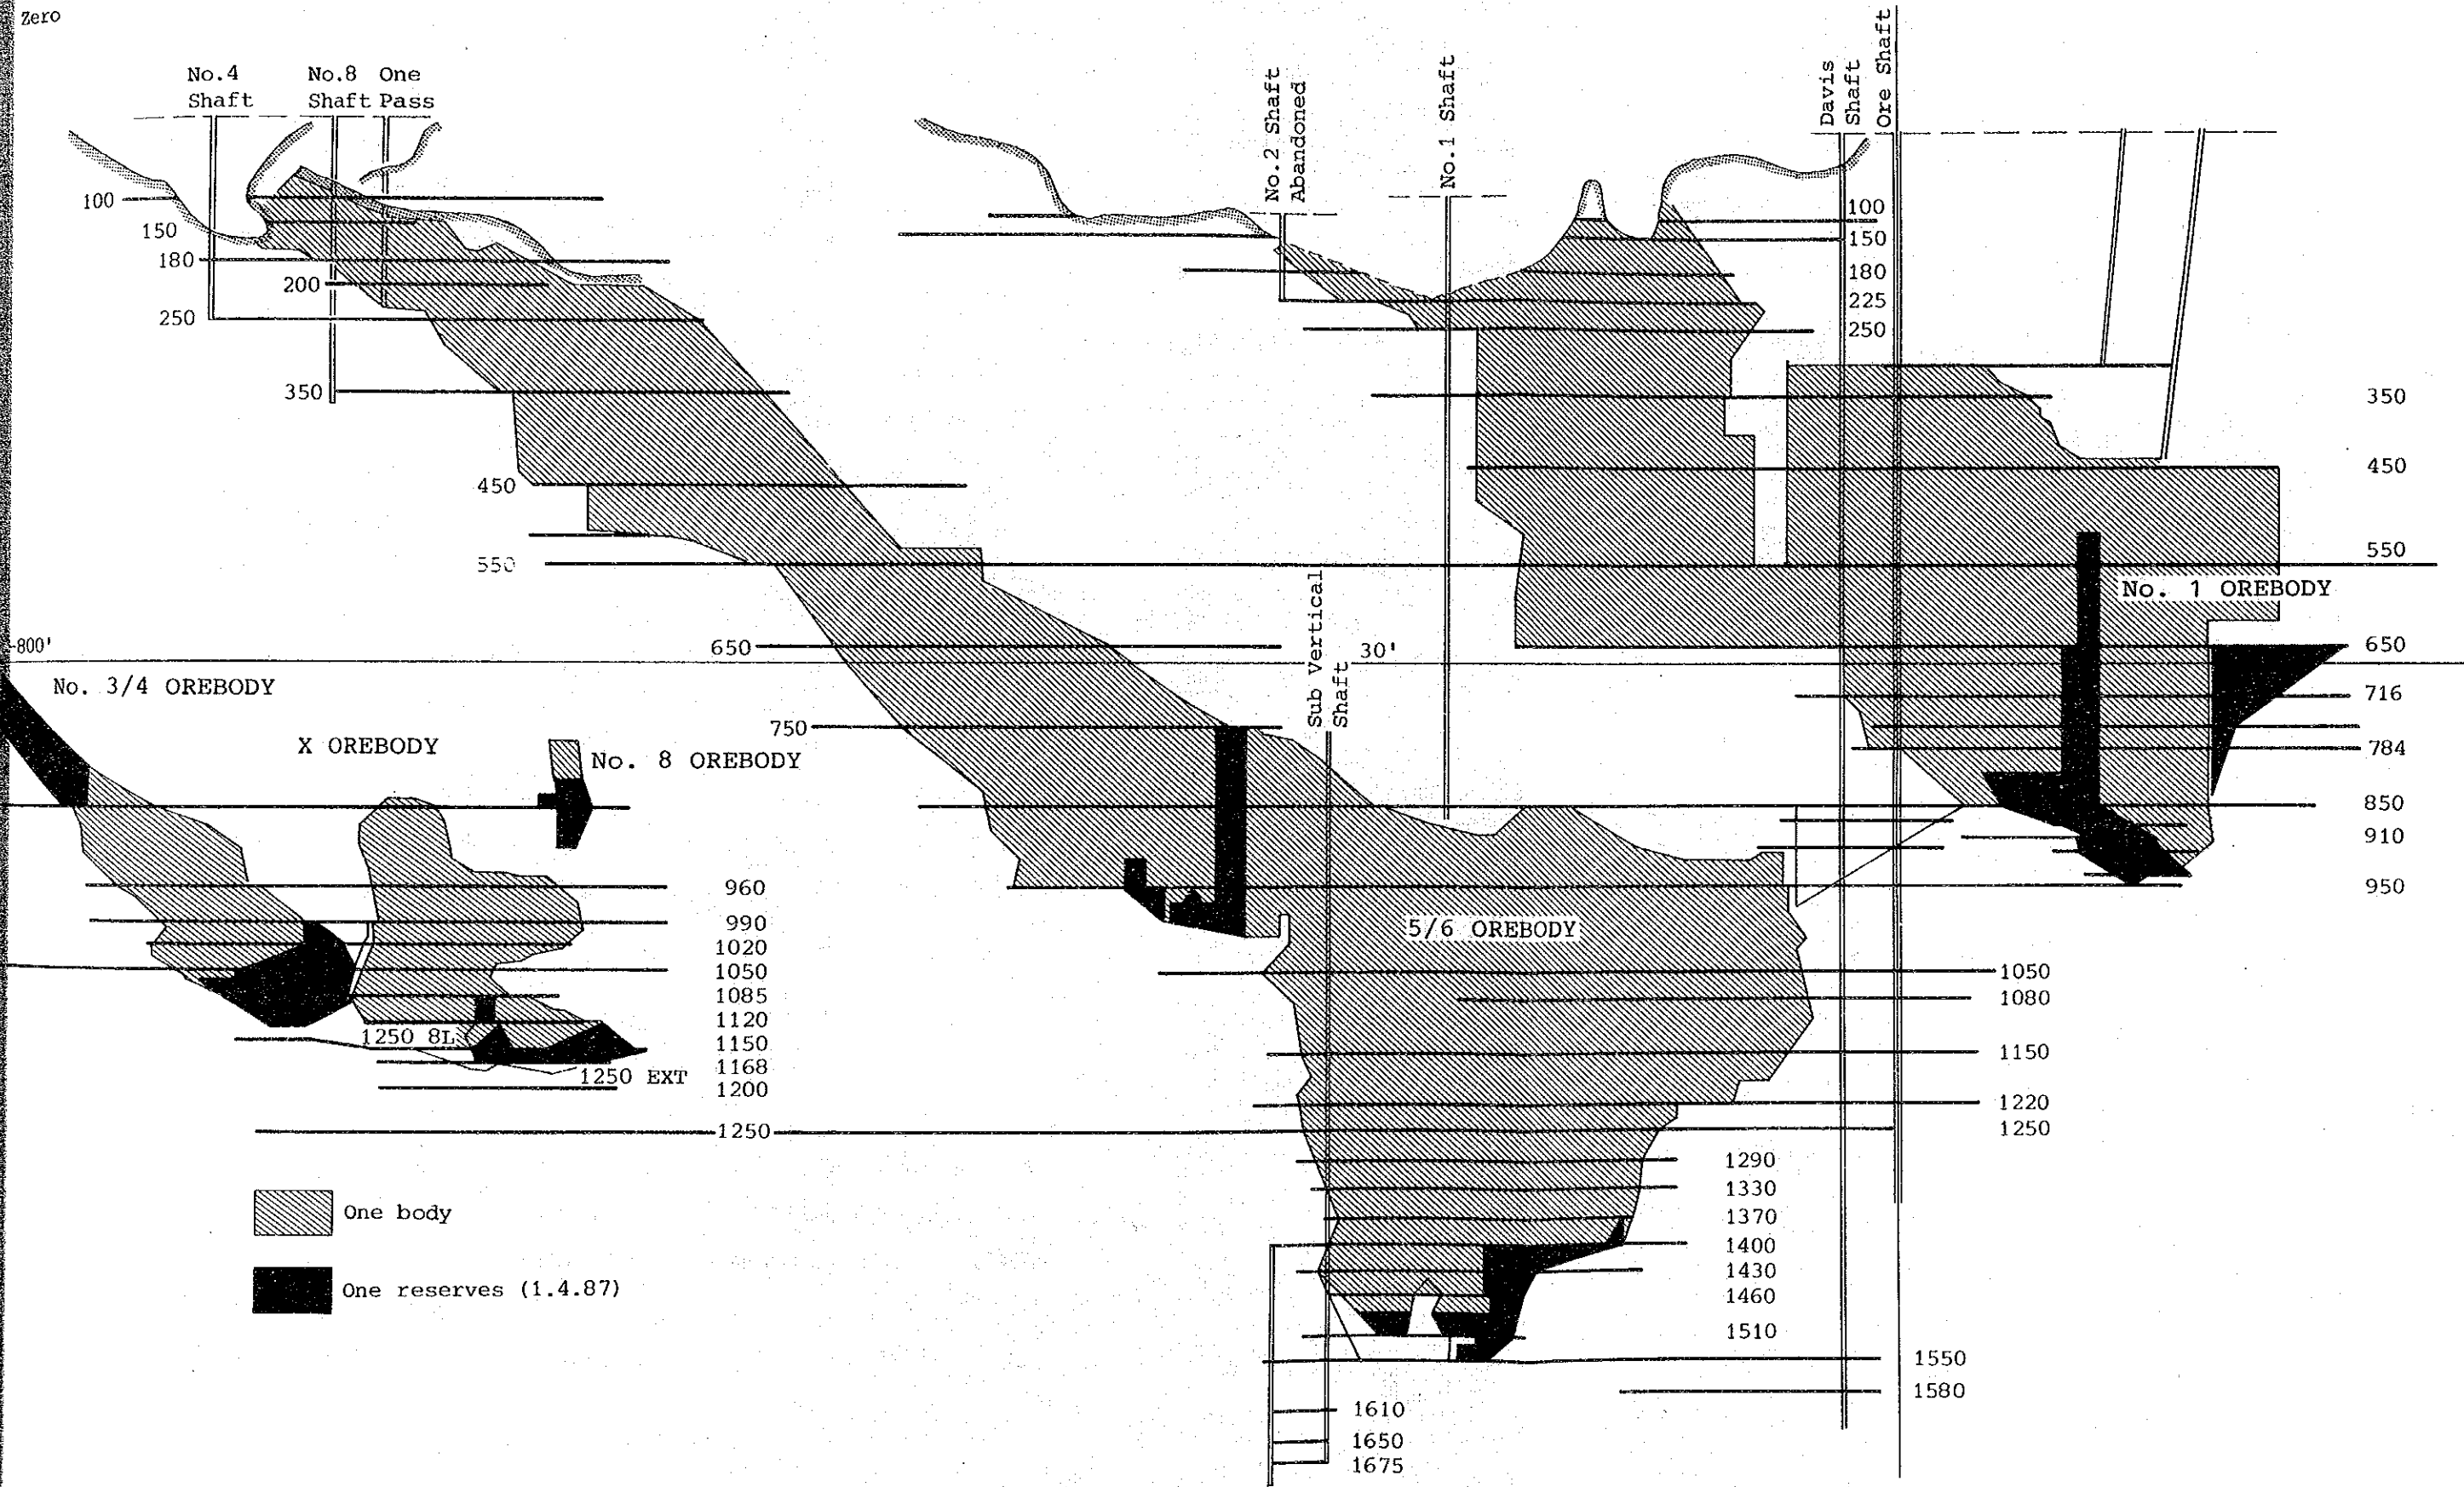 Zero
No.4
Shaft
No.8
Shaft
One
Pass
No.2 Shaft
Abandoned
No.1 Shaft
Davis
Shaft
Ore Shaft
100
150
180
200
250
350
450
550
650
750
100
150
180
225
250
350
450
550
No. 1 OREBODY
650
716
784
850
910
950
-800'
30'
Sub Vertical
Shaft
No. 3/4 OREBODY
X OREBODY
No. 8 OREBODY
5/6 OREBODY
960
990
1020
1050
1085
1120
1150
1168
1200
1250
1250 8L
1250 EXT
1050
1080
1150
1220
1250
1290
1330
1370
1400
1430
1460
1510
1550
1580
1610
1650
1675
One body
One reserves (1.4.87)